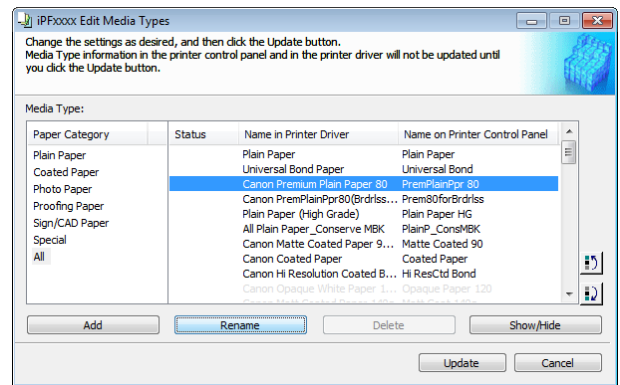 iPFxxxx Edit Media Types
Change the settings as desired, and then click the Update button.
Media Type information in the printer control panel and in the printer driver will not be updated until
you click the Update button.
Media Type:
Paper Category Status Name in Printer Driver Name on Printer Control Panel
Plain Paper
Coated Paper
Photo Paper
Proofing Paper
Sign/CAD Paper
Special
All
Plain Paper Plain Paper
Universal Bond Paper Universal Bond
Canon Premium Plain Paper 80 PremPlainPpr 80
Canon PremPlainPpr80(Brdrlss... Prem80forBrdrlss
Plain Paper (High Grade) Plain Paper HG
All Plain Paper_Conserve MBK PlainP_ConsMBK
Canon Matte Coated Paper 9... Matte Coated 90
Canon Coated Paper Coated Paper
Canon Hi Resolution Coated B... Hi ResCtd Bond
Canon Opaque White Paper 1... Opaque Paper 120
Add Rename Delete Show/Hide
Update Cancel